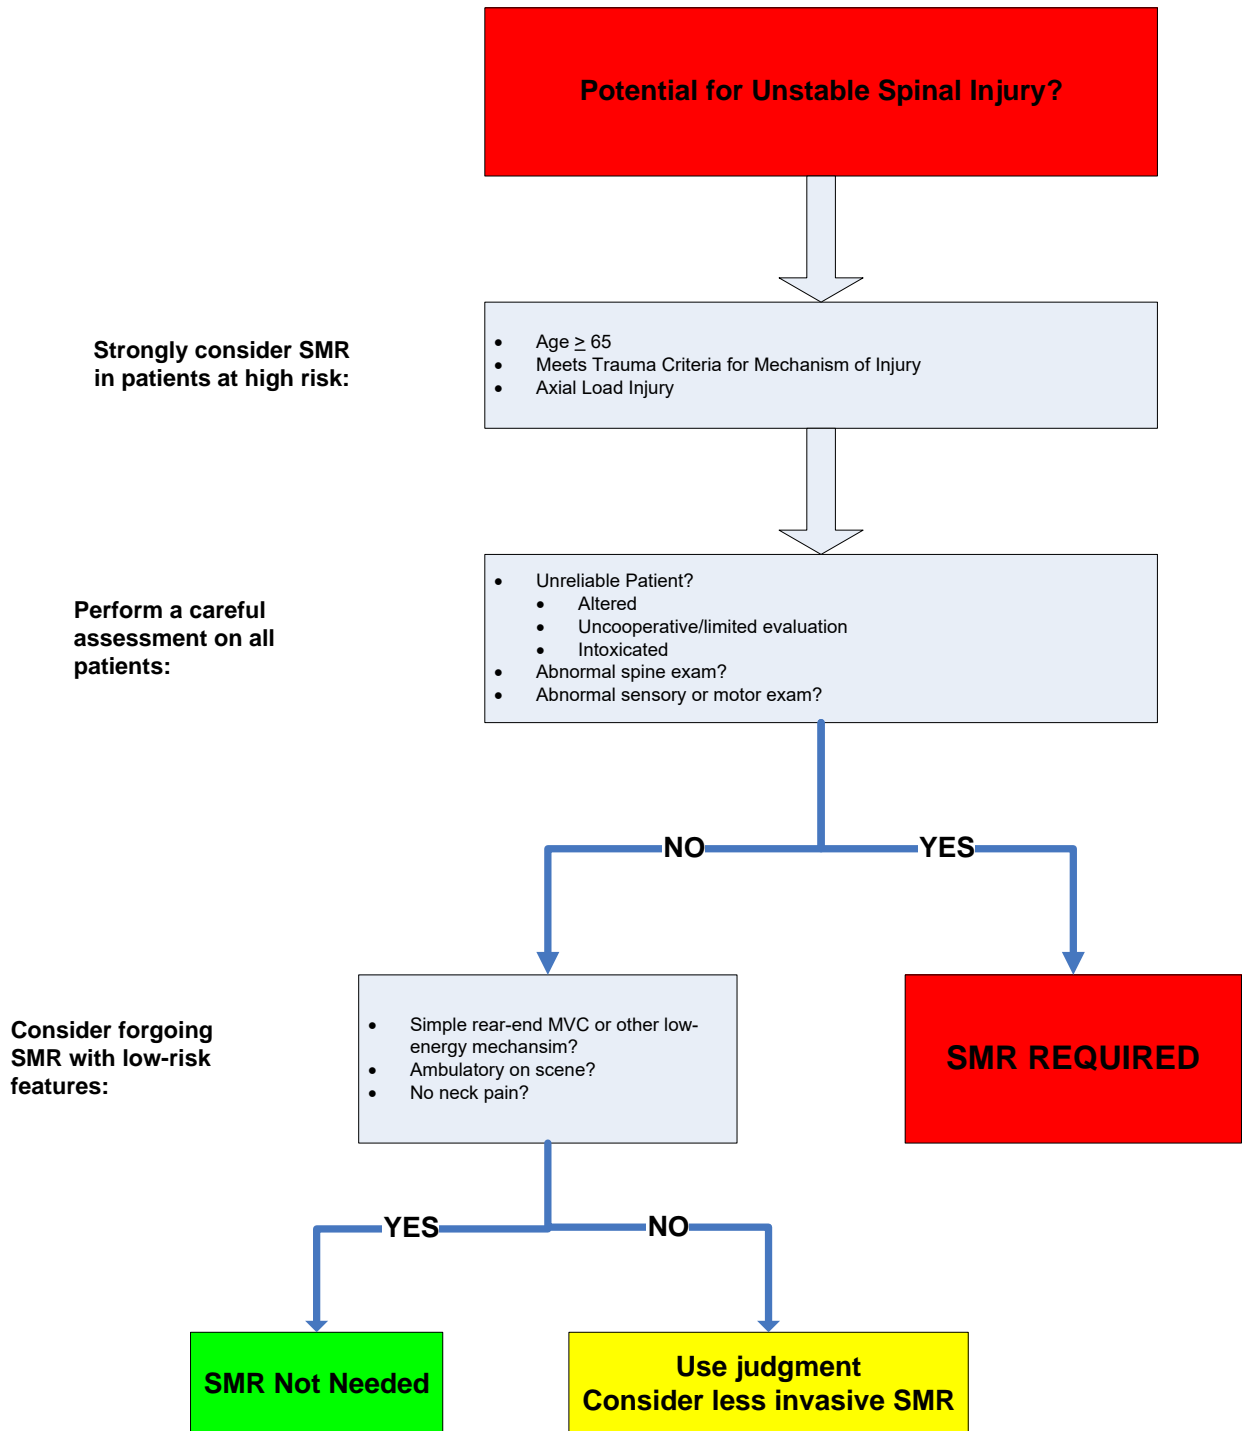 Potential for Unstable Spinal Injury?
Strongly consider SMR
in patients at high risk:
• Age ≥ 65
• Meets Trauma Criteria for Mechanism of Injury
• Axial Load Injury
Perform a careful
assessment on all
patients:
• Unreliable Patient?
• Altered
• Uncooperative/limited evaluation
• Intoxicated
• Abnormal spine exam?
• Abnormal sensory or motor exam?
NO
YES
Consider forgoing
SMR with low-risk
features:
• Simple rear-end MVC or other low-
energy mechansim?
• Ambulatory on scene?
• No neck pain?
SMR REQUIRED
YES
NO
SMR Not Needed
Use judgment
Consider less invasive SMR